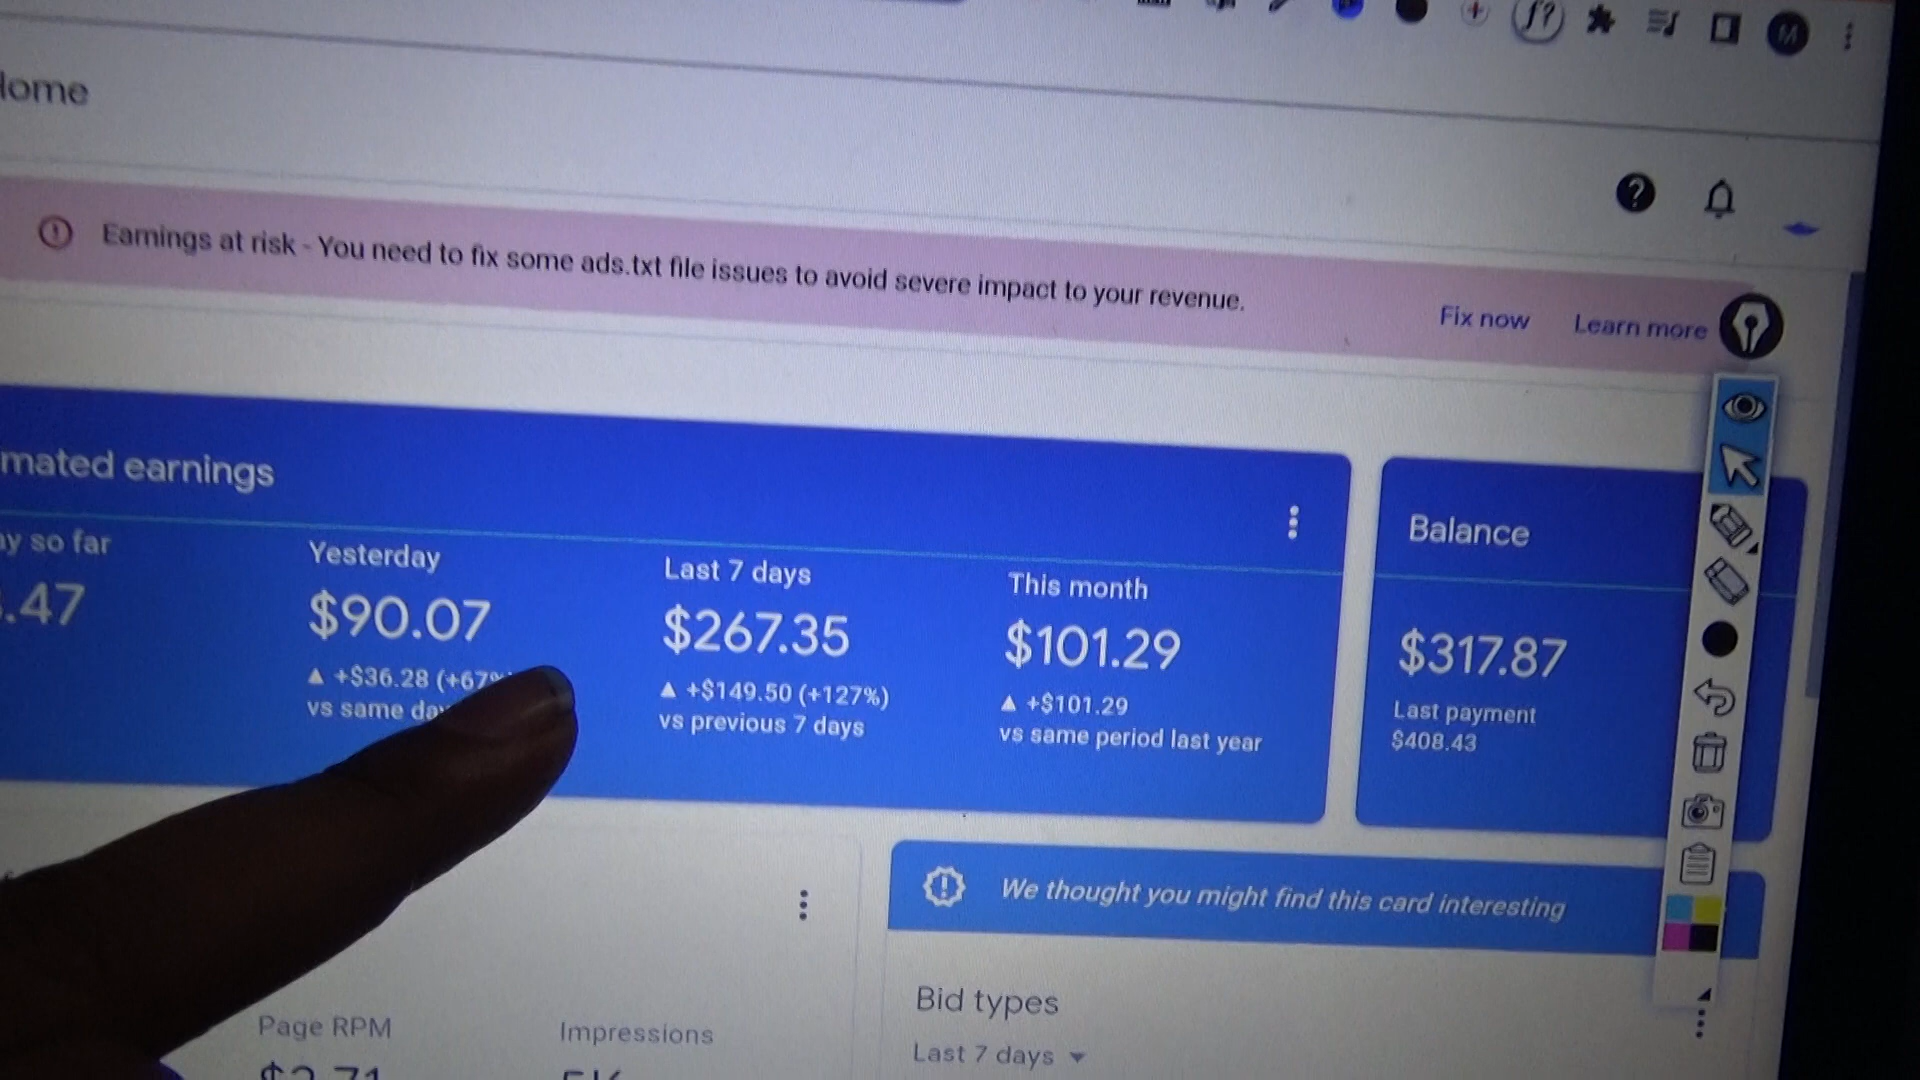 f?
M
Home
Earnings at risk - You need to fix some ads.txt file issues to avoid severe impact to your revenue.
Fix now
Learn more
mated earnings
ay so far
.47
Yesterday
$90.07
+$36.28 (+67%
vs same day
Last 7 days
$267.35
+$149.50 (+127%)
vs previous 7 days
This month
$101.29
+$101.29
vs same period last year
Balance
$317.87
Last payment
$408.43
We thought you might find this card interesting
Page RPM
Impressions
Bid types
Last 7 days